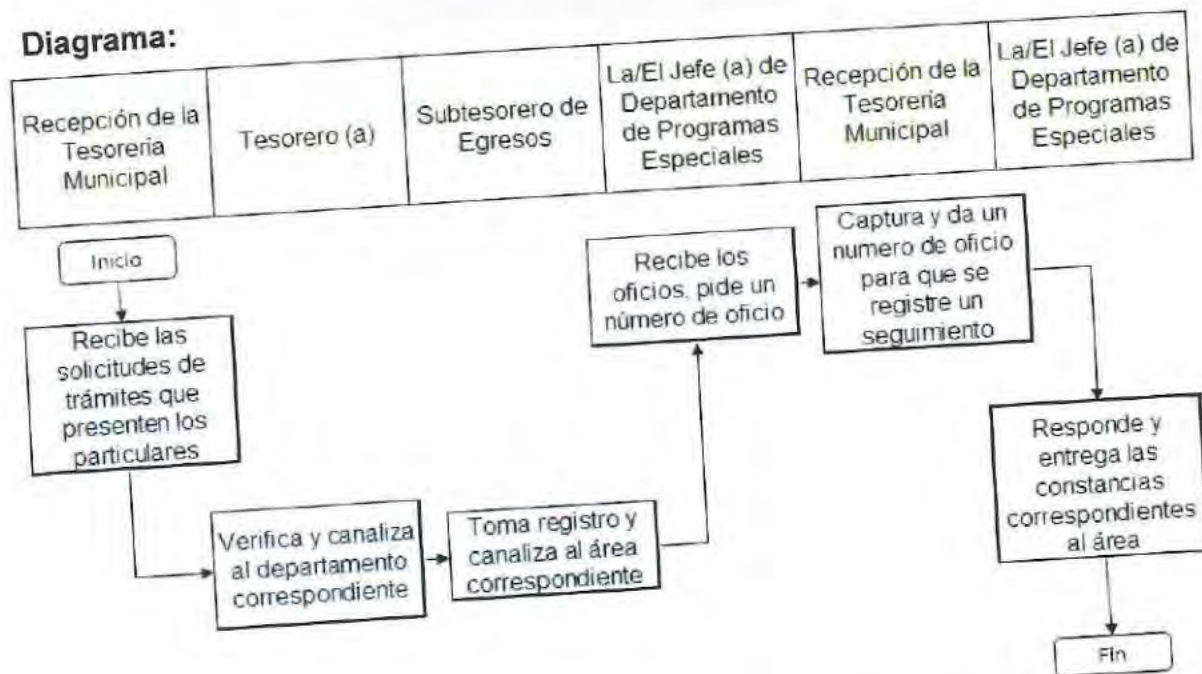 Diagrama:
Recepción de la
Tesorería
Municipal
Tesorero (a)
Subtesorero de
Egresos
La/El Jefe (a) de
Departamento
de Programas
Especiales
Recepción de la
Tesorería
Municipal
La/El Jefe (a) de
Departamento
de Programas
Especiales
Inicio
Recibe las
solicitudes de
trámites que
presenten los
particulares
Verifica y canaliza
al departamento
correspondiente
Toma registro y
canaliza al área
correspondiente
Recibe los
oficios, pide un
número de oficio
Captura y da un
numero de oficio
para que se
registre un
seguimiento
Responde y
entrega las
constancias
correspondientes
al área
Fin